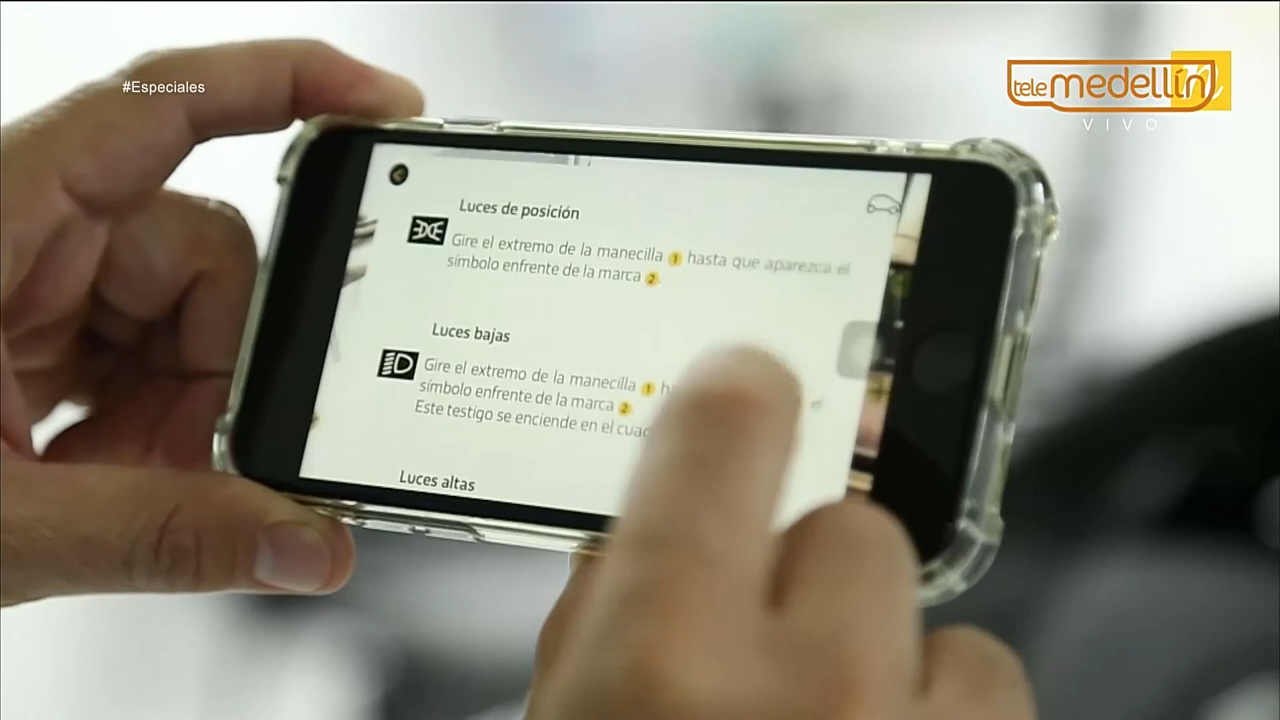 #Especiales
telemedellín
VIVO
Luces de posición
Gire el extremo de la manecilla 1 hasta que aparezca el
símbolo enfrente de la marca 2.
Luces bajas
Gire el extremo de la manecilla 1
símbolo enfrente de la marca 2
Este testigo se enciende en el
Luces altas